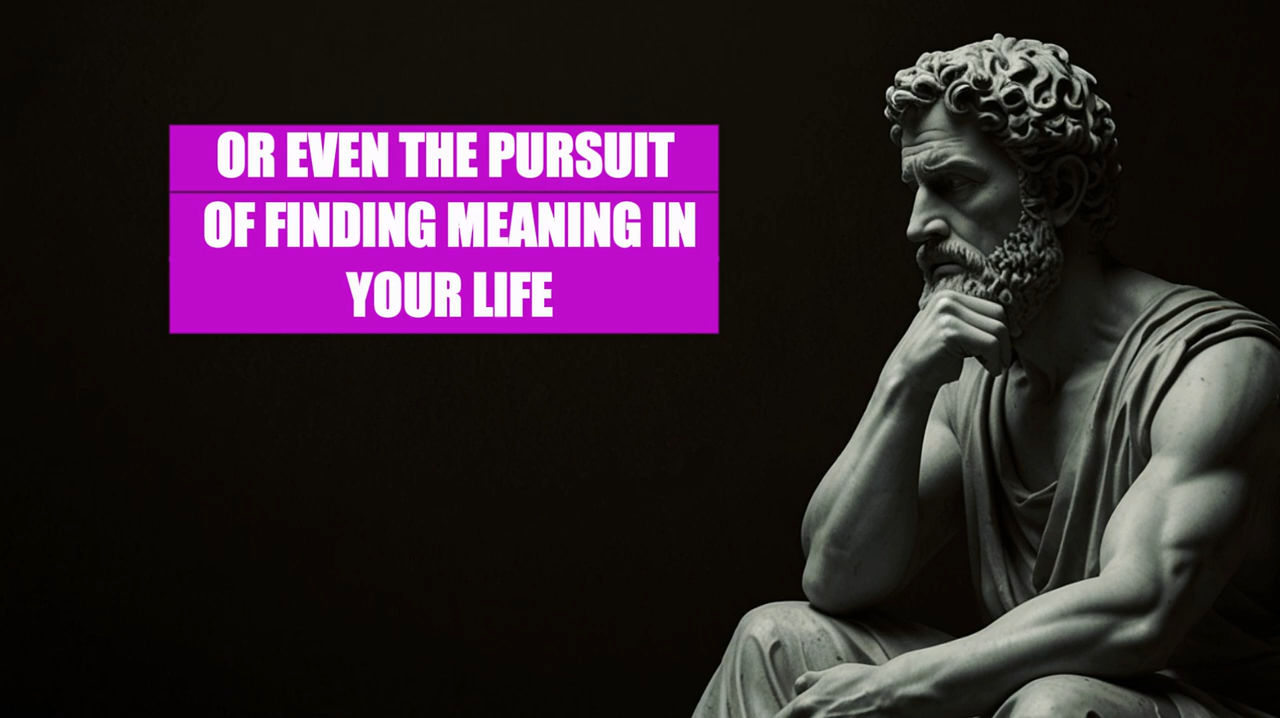 OR EVEN THE PURSUIT
OF FINDING MEANING IN
YOUR LIFE